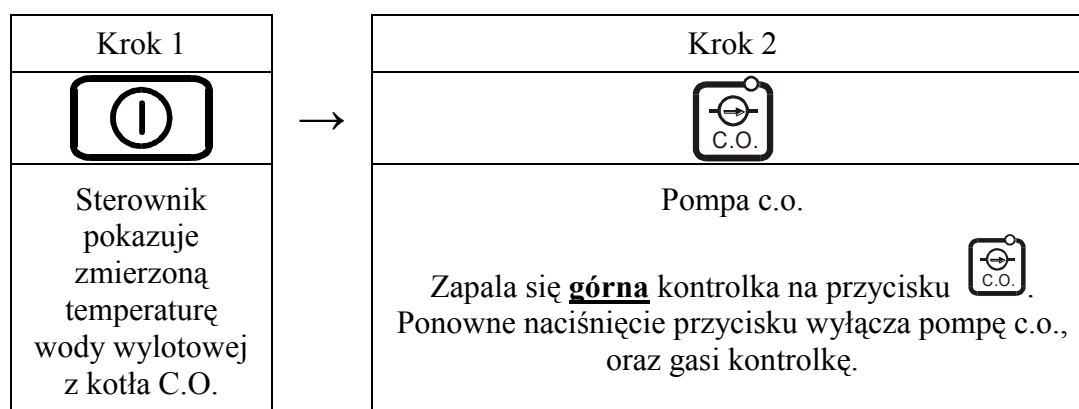 Krok 1
Krok 2
C.O.
Sterownik
pokazuje
zmierzoną
temperaturę
wody wylotowej
z kotła C.O.
Pompa c.o.
Zapala się górna kontrolka na przycisku C.O. .
Ponowne naciśnięcie przycisku wyłącza pompę c.o.,
oraz gasi kontrolkę.